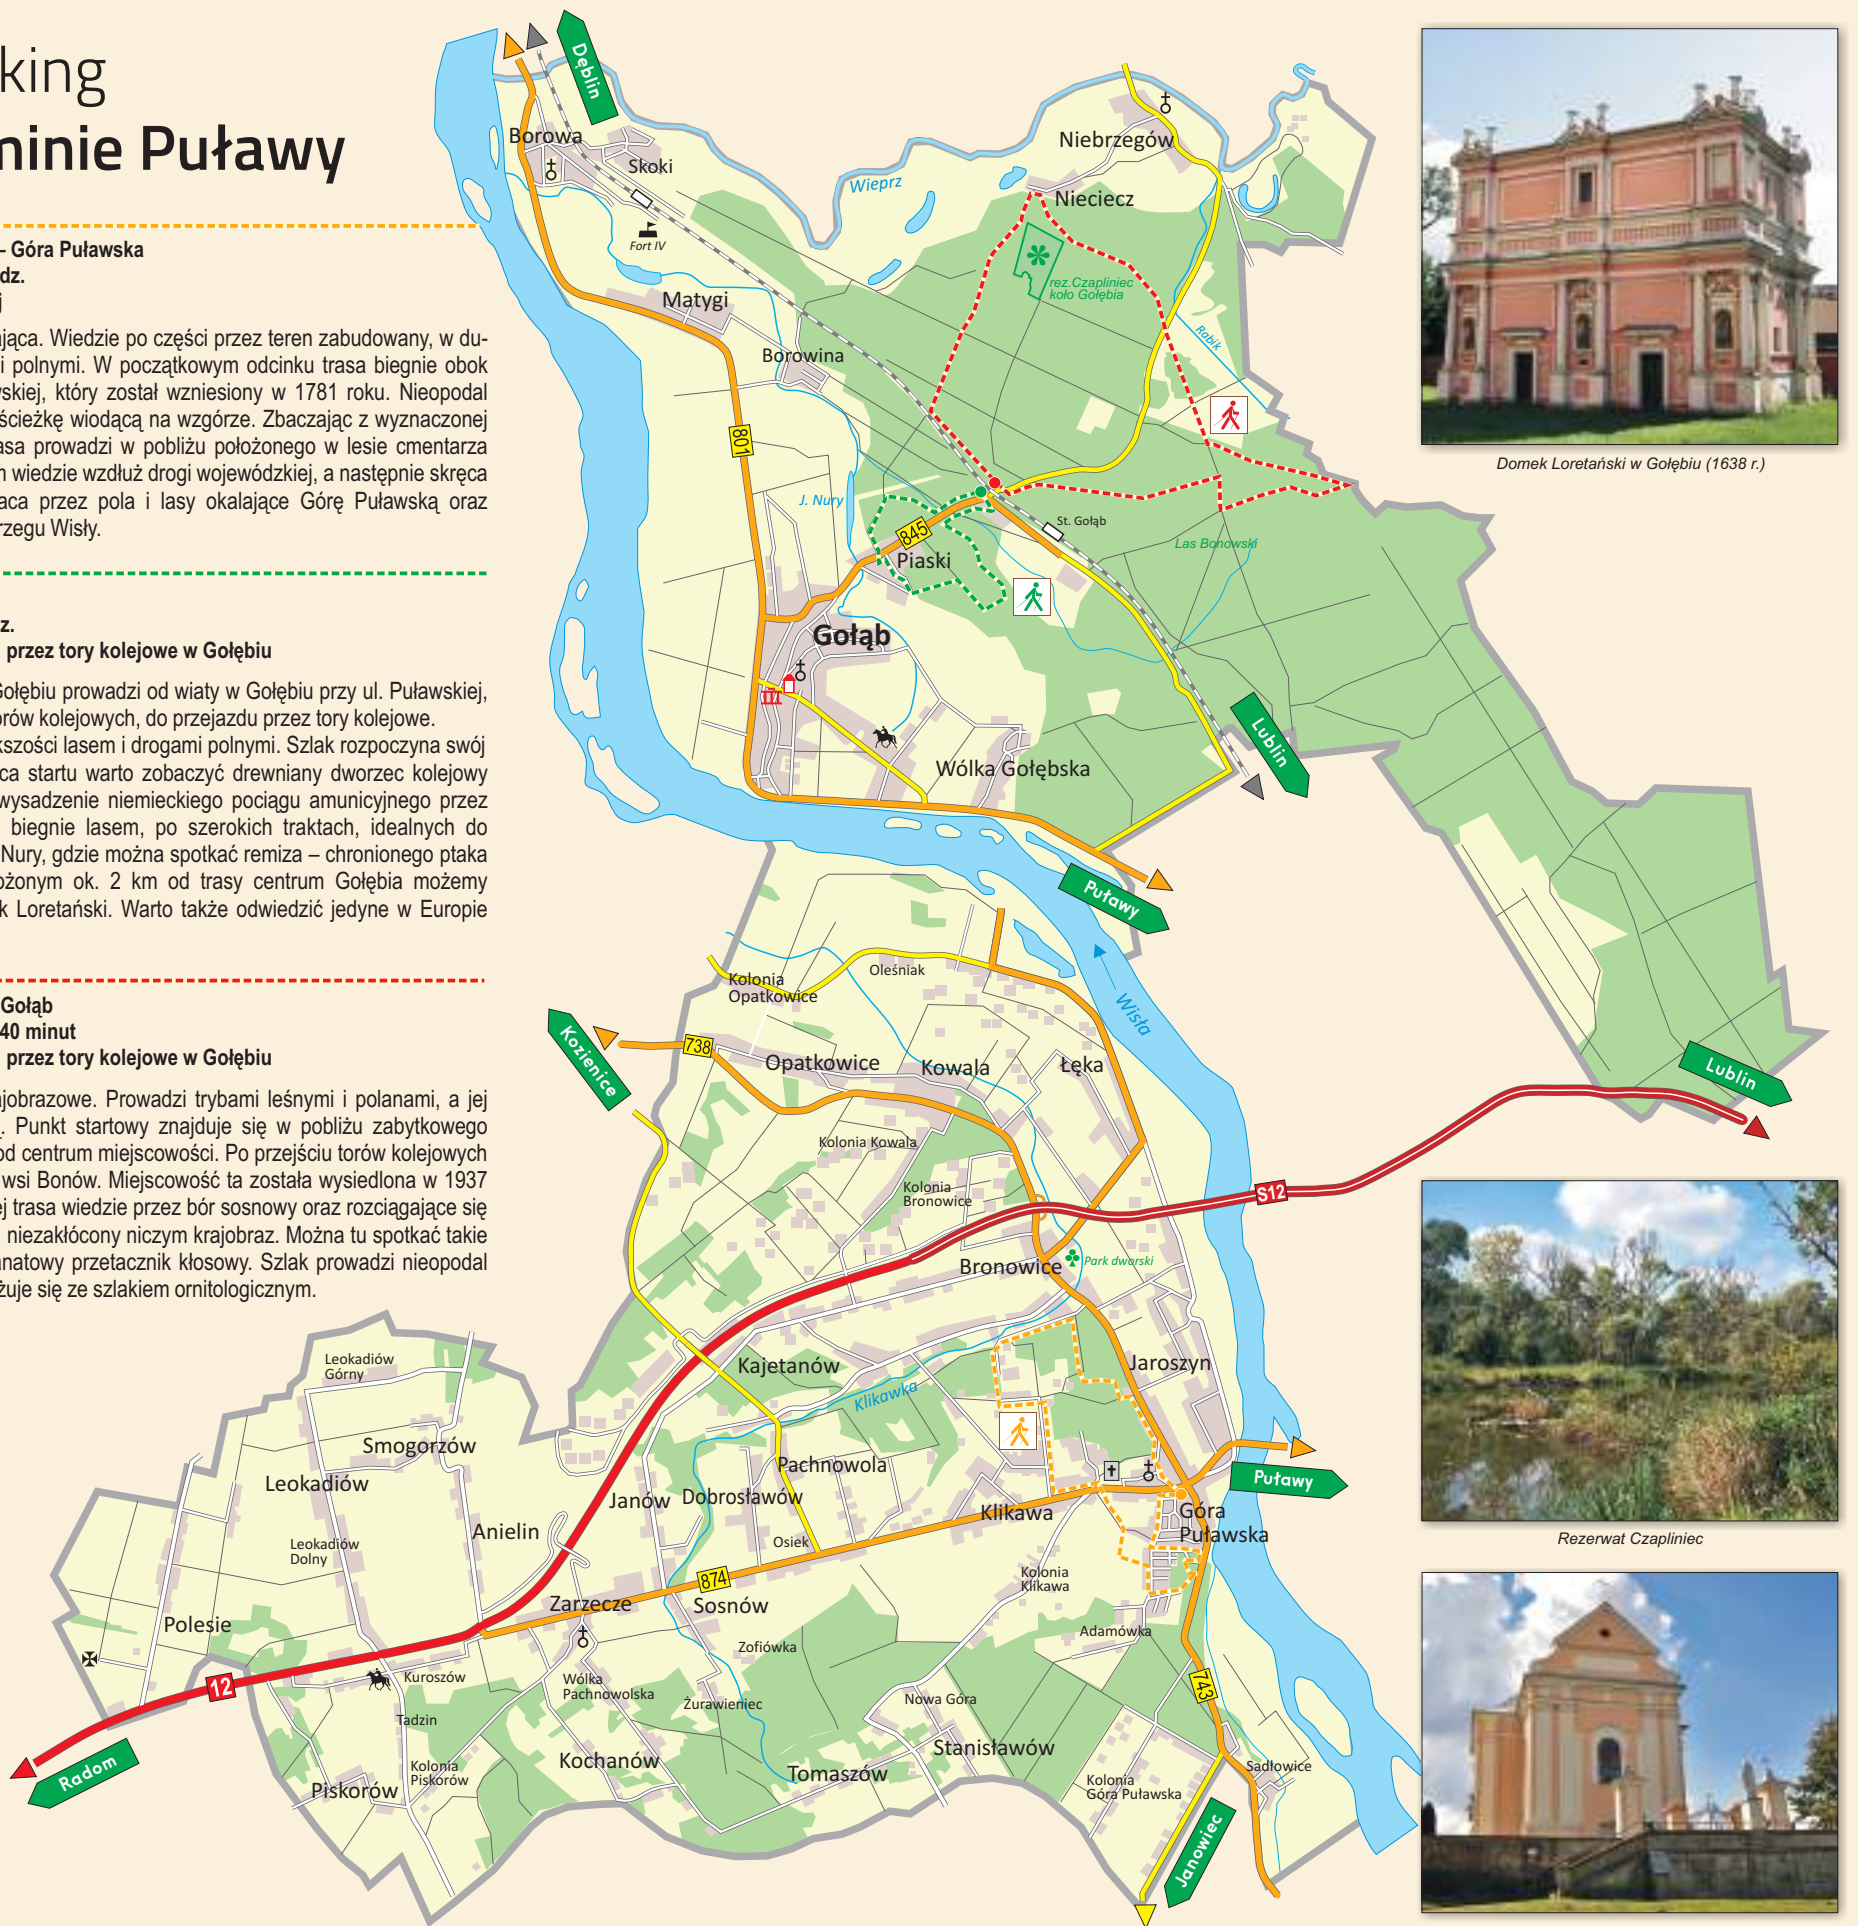 king
minie Puławy
– Góra Puławska
dz.
j
ająca. Wiedzie po części przez teren zabudowany, w du-
i polnymi. W początkowym odcinku trasa biegnie obok
wskiej, który został wzniesiony w 1781 roku. Nieopodal
ścieżkę wiodącą na wzgórze. Zbaczając z wyznaczonej
asa prowadzi w pobliżu położonego w lesie cmentarza
n wiedzie wzdłuż drogi wojewódzkiej, a następnie skręca
aca przez pola i lasy okalające Górę Puławską oraz
rzegu Wisły.
z.
przez tory kolejowe w Gołębiu
Gołębiu prowadzi od wiaty w Gołębiu przy ul. Puławskiej,
orów kolejowych, do przejazdu przez tory kolejowe.
kszości lasem i drogami polnymi. Szlak rozpoczyna swój
ca startu warto zobaczyć drewniany dworzec kolejowy
wysadzenie niemieckiego pociągu amunicyjnego przez
biegnie lasem, po szerokich traktach, idealnych do
Nury, gdzie można spotkać remiza – chronionego ptaka
ożonym ok. 2 km od trasy centrum Gołębia możemy
k Loretański. Warto także odwiedzić jedyne w Europie
Gołąb
40 minut
przez tory kolejowe w Gołębiu
ajobrazowe. Prowadzi trybami leśnymi i polanami, a jej
. Punkt startowy znajduje się w pobliżu zabytkowego
od centrum miejscowości. Po przejściu torów kolejowych
wsi Bonów. Miejscowość ta została wysiedlona w 1937
ej trasa wiedzie przez bór sosnowy oraz rozciągające się
niezakłócony niczym krajobraz. Można tu spotkać takie
anatowy przetacznik kłosowy. Szlak prowadzi nieopodal
żuje się ze szlakiem ornitologicznym.
Dęblin
Borowa
Skoki
Fort IV
Wieprz
Niebrzegów
Nieciecz
rez.Czapliniec
koło Gołębia
Rabik
Matygi
Borowina
801
J. Nury
845
Piaski
St. Gołąb
Las Bonowski
Gołąb
Wólka Gołębska
Lublin
Puławy
Wisła
Kolonia
Opatkowice
Oleśniak
Kozienice
738
Opatkowice
Kowala
Łęka
Lublin
Kolonia Kowala
Kolonia
Bronowice
S12
Bronowice
Park dworski
Leokadiów
Górny
Kajetanów
Klikawka
Jaroszyn
Smogorzów
Leokadiów
Pachnowola
Janów
Dobrosławów
Klikawa
Puławy
Góra
Puławska
Anielin
Osiek
Leokadiów
Dolny
Kolonia
Klikawa
874
Zarzecze
Sosnów
Polesie
Zofiówka
Adamówka
12
Kuroszów
Wólka
Pachnowolska
Żurawieniec
Nowa Góra
743
Tadzin
Kochanów
Stanisławów
Tomaszów
Kolonia
Piskorów
Piskorów
Kolonia
Góra Puławska
Sadłowice
Radom
Janowiec
Domek Loretański w Gołębiu (1638 r.)
Rezerwat Czapliniec